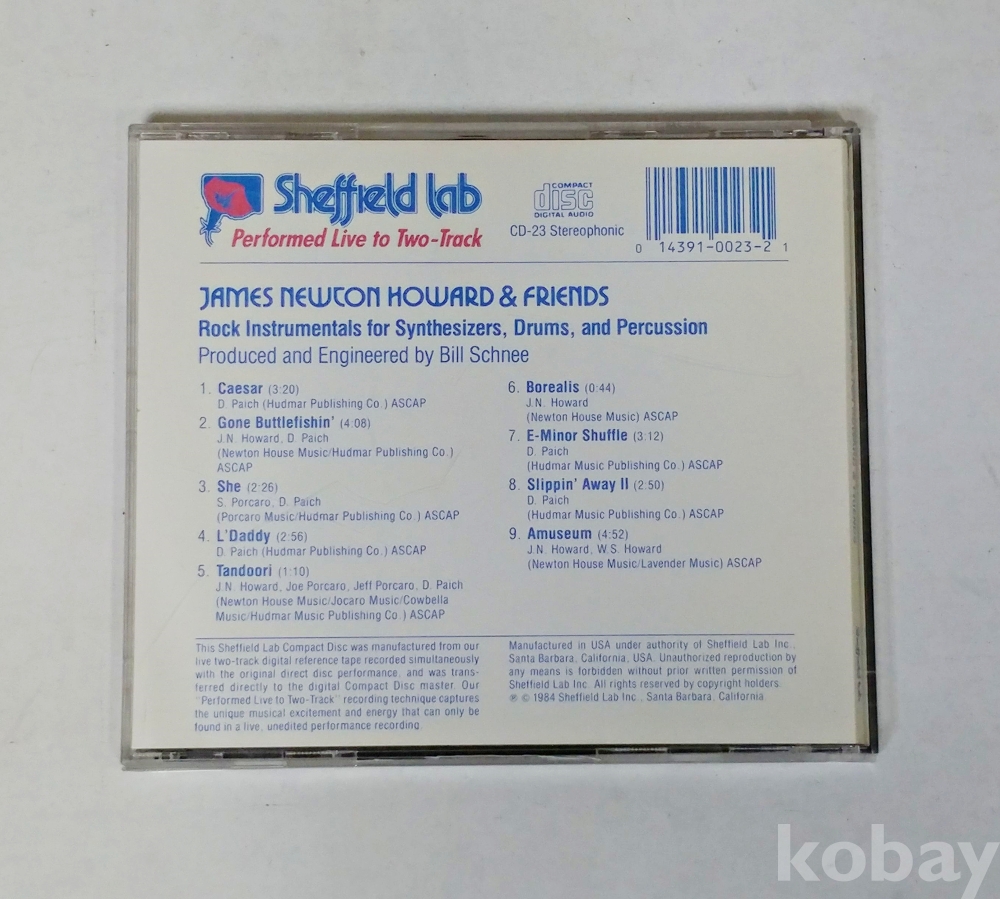 Sheffield Lab
Performed Live to Two-Track
COMPACT
disc
DIGITAL AUDIO
CD-23 Stereophonic
0 14391-0023-2 1
JAMES NEWTON HOWARD & FRIENDS
Rock Instrumentals for Synthesizers, Drums, and Percussion
Produced and Engineered by Bill Schnee
1. Caesar (3:20)
D. Paich (Hudmar Publishing Co.) ASCAP
2. Gone Buttlefishin' (4:08)
J.N. Howard, D. Paich
(Newton House Music/Hudmar Publishing Co.)
ASCAP
3. She (2:26)
S. Porcaro, D. Paich
(Porcaro Music/Hudmar Publishing Co.) ASCAP
4. L'Daddy (2:56)
D. Paich (Hudmar Publishing Co.) ASCAP
5. Tandoori (1:10)
J.N. Howard, Joe Porcaro, Jeff Porcaro, D. Paich
(Newton House Music/Jocaro Music/Cowbella
Music/Hudmar Music Publishing Co.) ASCAP
6. Borealis (0:44)
J.N. Howard
(Newton House Music) ASCAP
7. E-Minor Shuffle (3:12)
D. Paich
(Hudmar Music Publishing Co.) ASCAP
8. Slippin' Away II (2:50)
D. Paich
(Hudmar Music Publishing Co.) ASCAP
9. Amuseum (4:52)
J.N. Howard, W.S. Howard
(Newton House Music/Lavender Music) ASCAP
This Sheffield Lab Compact Disc was manufactured from our
live two-track digital reference tape recorded simultaneously
with the original direct disc performance, and was trans-
ferred directly to the digital Compact Disc master. Our
"Performed Live to Two-Track" recording technique captures
the unique musical excitement and energy that can only be
found in a live, unedited performance recording.
Manufactured in USA under authority of Sheffield Lab Inc.,
Santa Barbara, California, USA. Unauthorized reproduction by
any means is forbidden without prior written permission of
Sheffield Lab Inc. All rights reserved by copyright holders.
℗ © 1984 Sheffield Lab Inc., Santa Barbara, California.
kobay